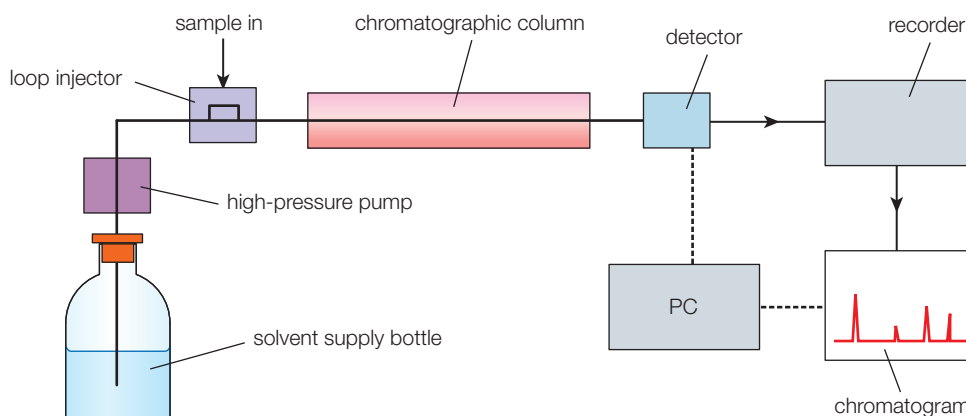 sample in
chromatographic column
detector
recorder
loop injector
high-pressure pump
PC
solvent supply bottle
chromatogram